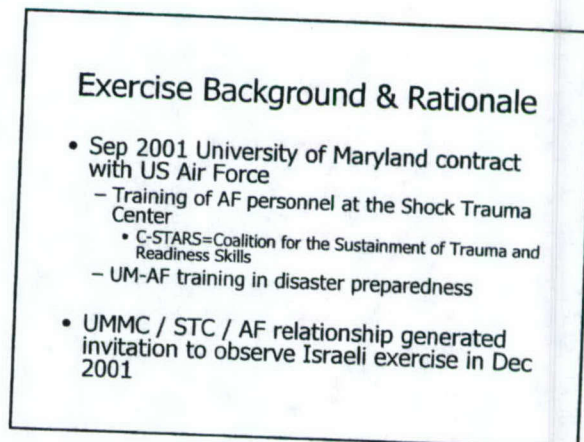 Exercise Background & Rationale
• Sep 2001 University of Maryland contract
with US Air Force
– Training of AF personnel at the Shock Trauma
Center
• C-STARS=Coalition for the Sustainment of Trauma and
Readiness Skills
– UM-AF training in disaster preparedness
• UMMC / STC / AF relationship generated
invitation to observe Israeli exercise in Dec
2001